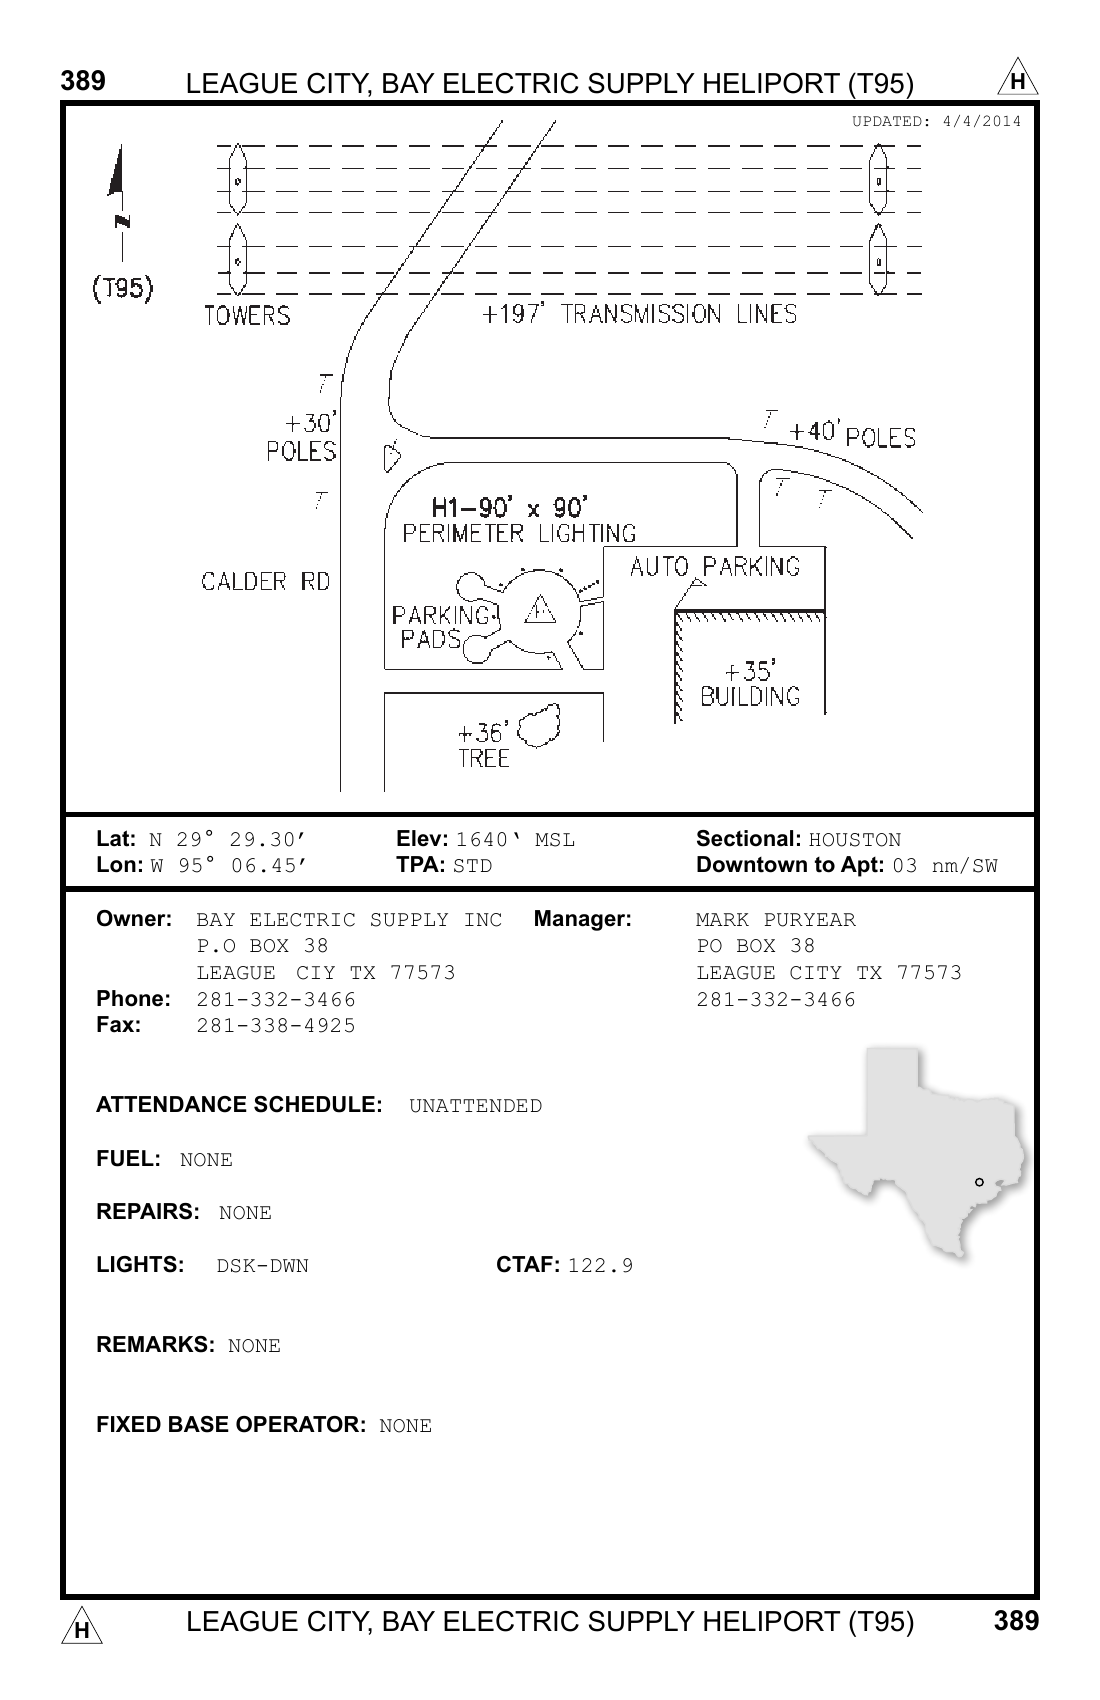 389 LEAGUE CITY, BAY ELECTRIC SUPPLY HELIPORT (T95) H
UPDATED: 4/4/2014
N
(T95)
TOWERS +197' TRANSMISSION LINES
+30'
POLES
+40' POLES
H1-90' x 90'
PERIMETER LIGHTING
AUTO PARKING
CALDER RD
PARKING
PADS
H
+35'
BUILDING
+36'
TREE
Lat: N 29° 29.30’ Elev: 1640‘ MSL Sectional: HOUSTON
Lon: W 95° 06.45’ TPA: STD Downtown to Apt: 03 nm/SW
Owner: BAY ELECTRIC SUPPLY INC Manager: MARK PURYEAR
P.O BOX 38 PO BOX 38
LEAGUE CIY TX 77573 LEAGUE CITY TX 77573
Phone: 281-332-3466 281-332-3466
Fax: 281-338-4925
ATTENDANCE SCHEDULE: UNATTENDED
FUEL: NONE
REPAIRS: NONE
LIGHTS: DSK-DWN CTAF: 122.9
REMARKS: NONE
FIXED BASE OPERATOR: NONE
H LEAGUE CITY, BAY ELECTRIC SUPPLY HELIPORT (T95) 389